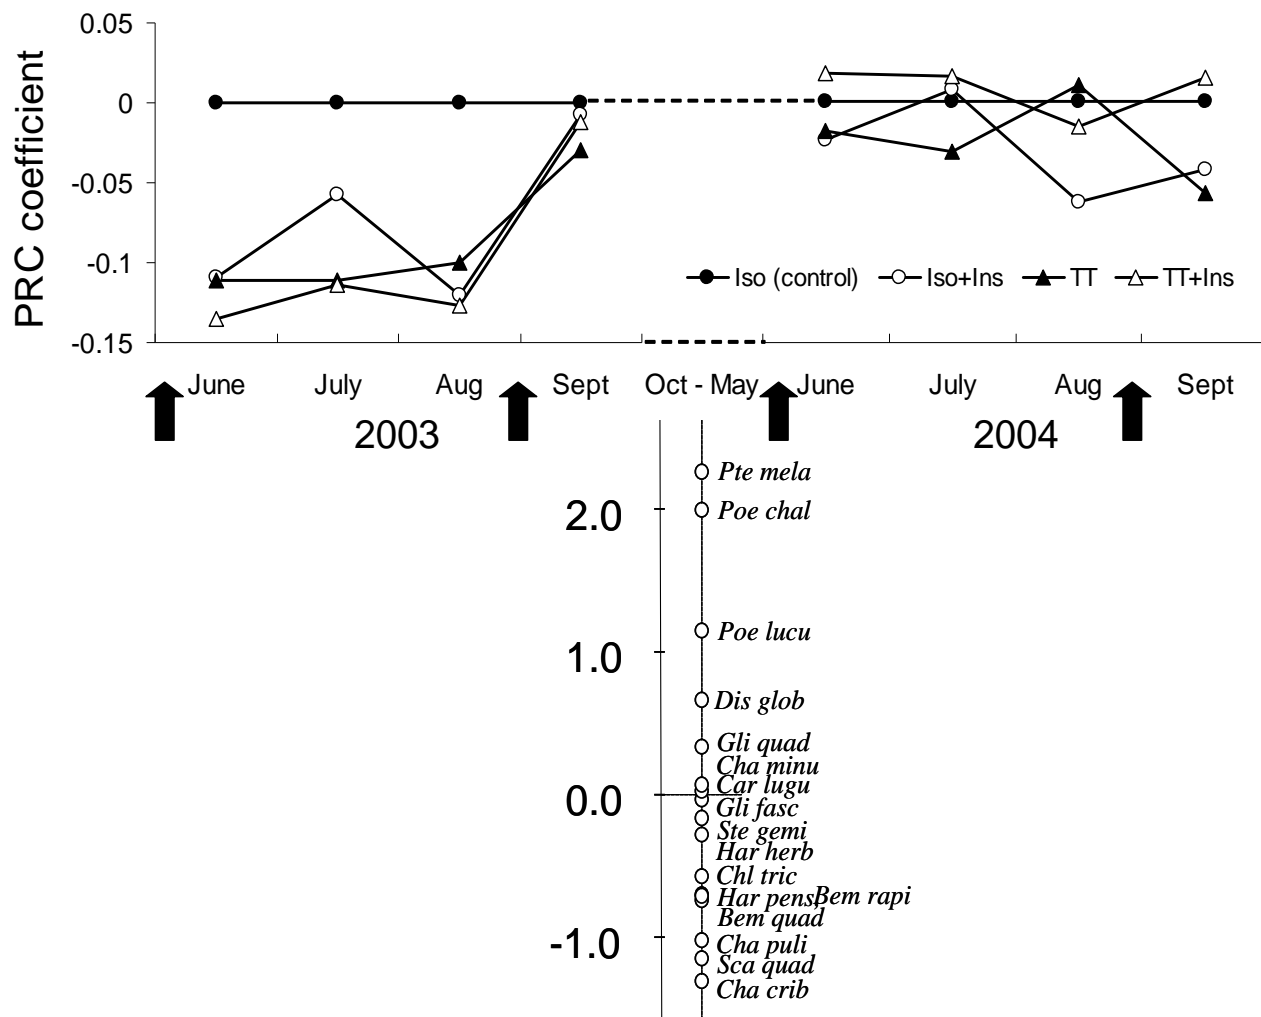 0.05
0
-0.05
-0.1
-0.15
PRC coefficient
Iso (control) Iso+Ins TT TT+Ins
June July Aug Sept Oct - May June July Aug Sept
2003 2004
Pte mela
2.0 Poe chal
Poe lucu
1.0
Dis glob
Gli quad
Cha minu
Car lugu
0.0
Gli fasc
Ste gemi
Har herb
Chl tric
Har pens, Bem rapi
Bem quad
-1.0 Cha puli
Sca quad
Cha crib